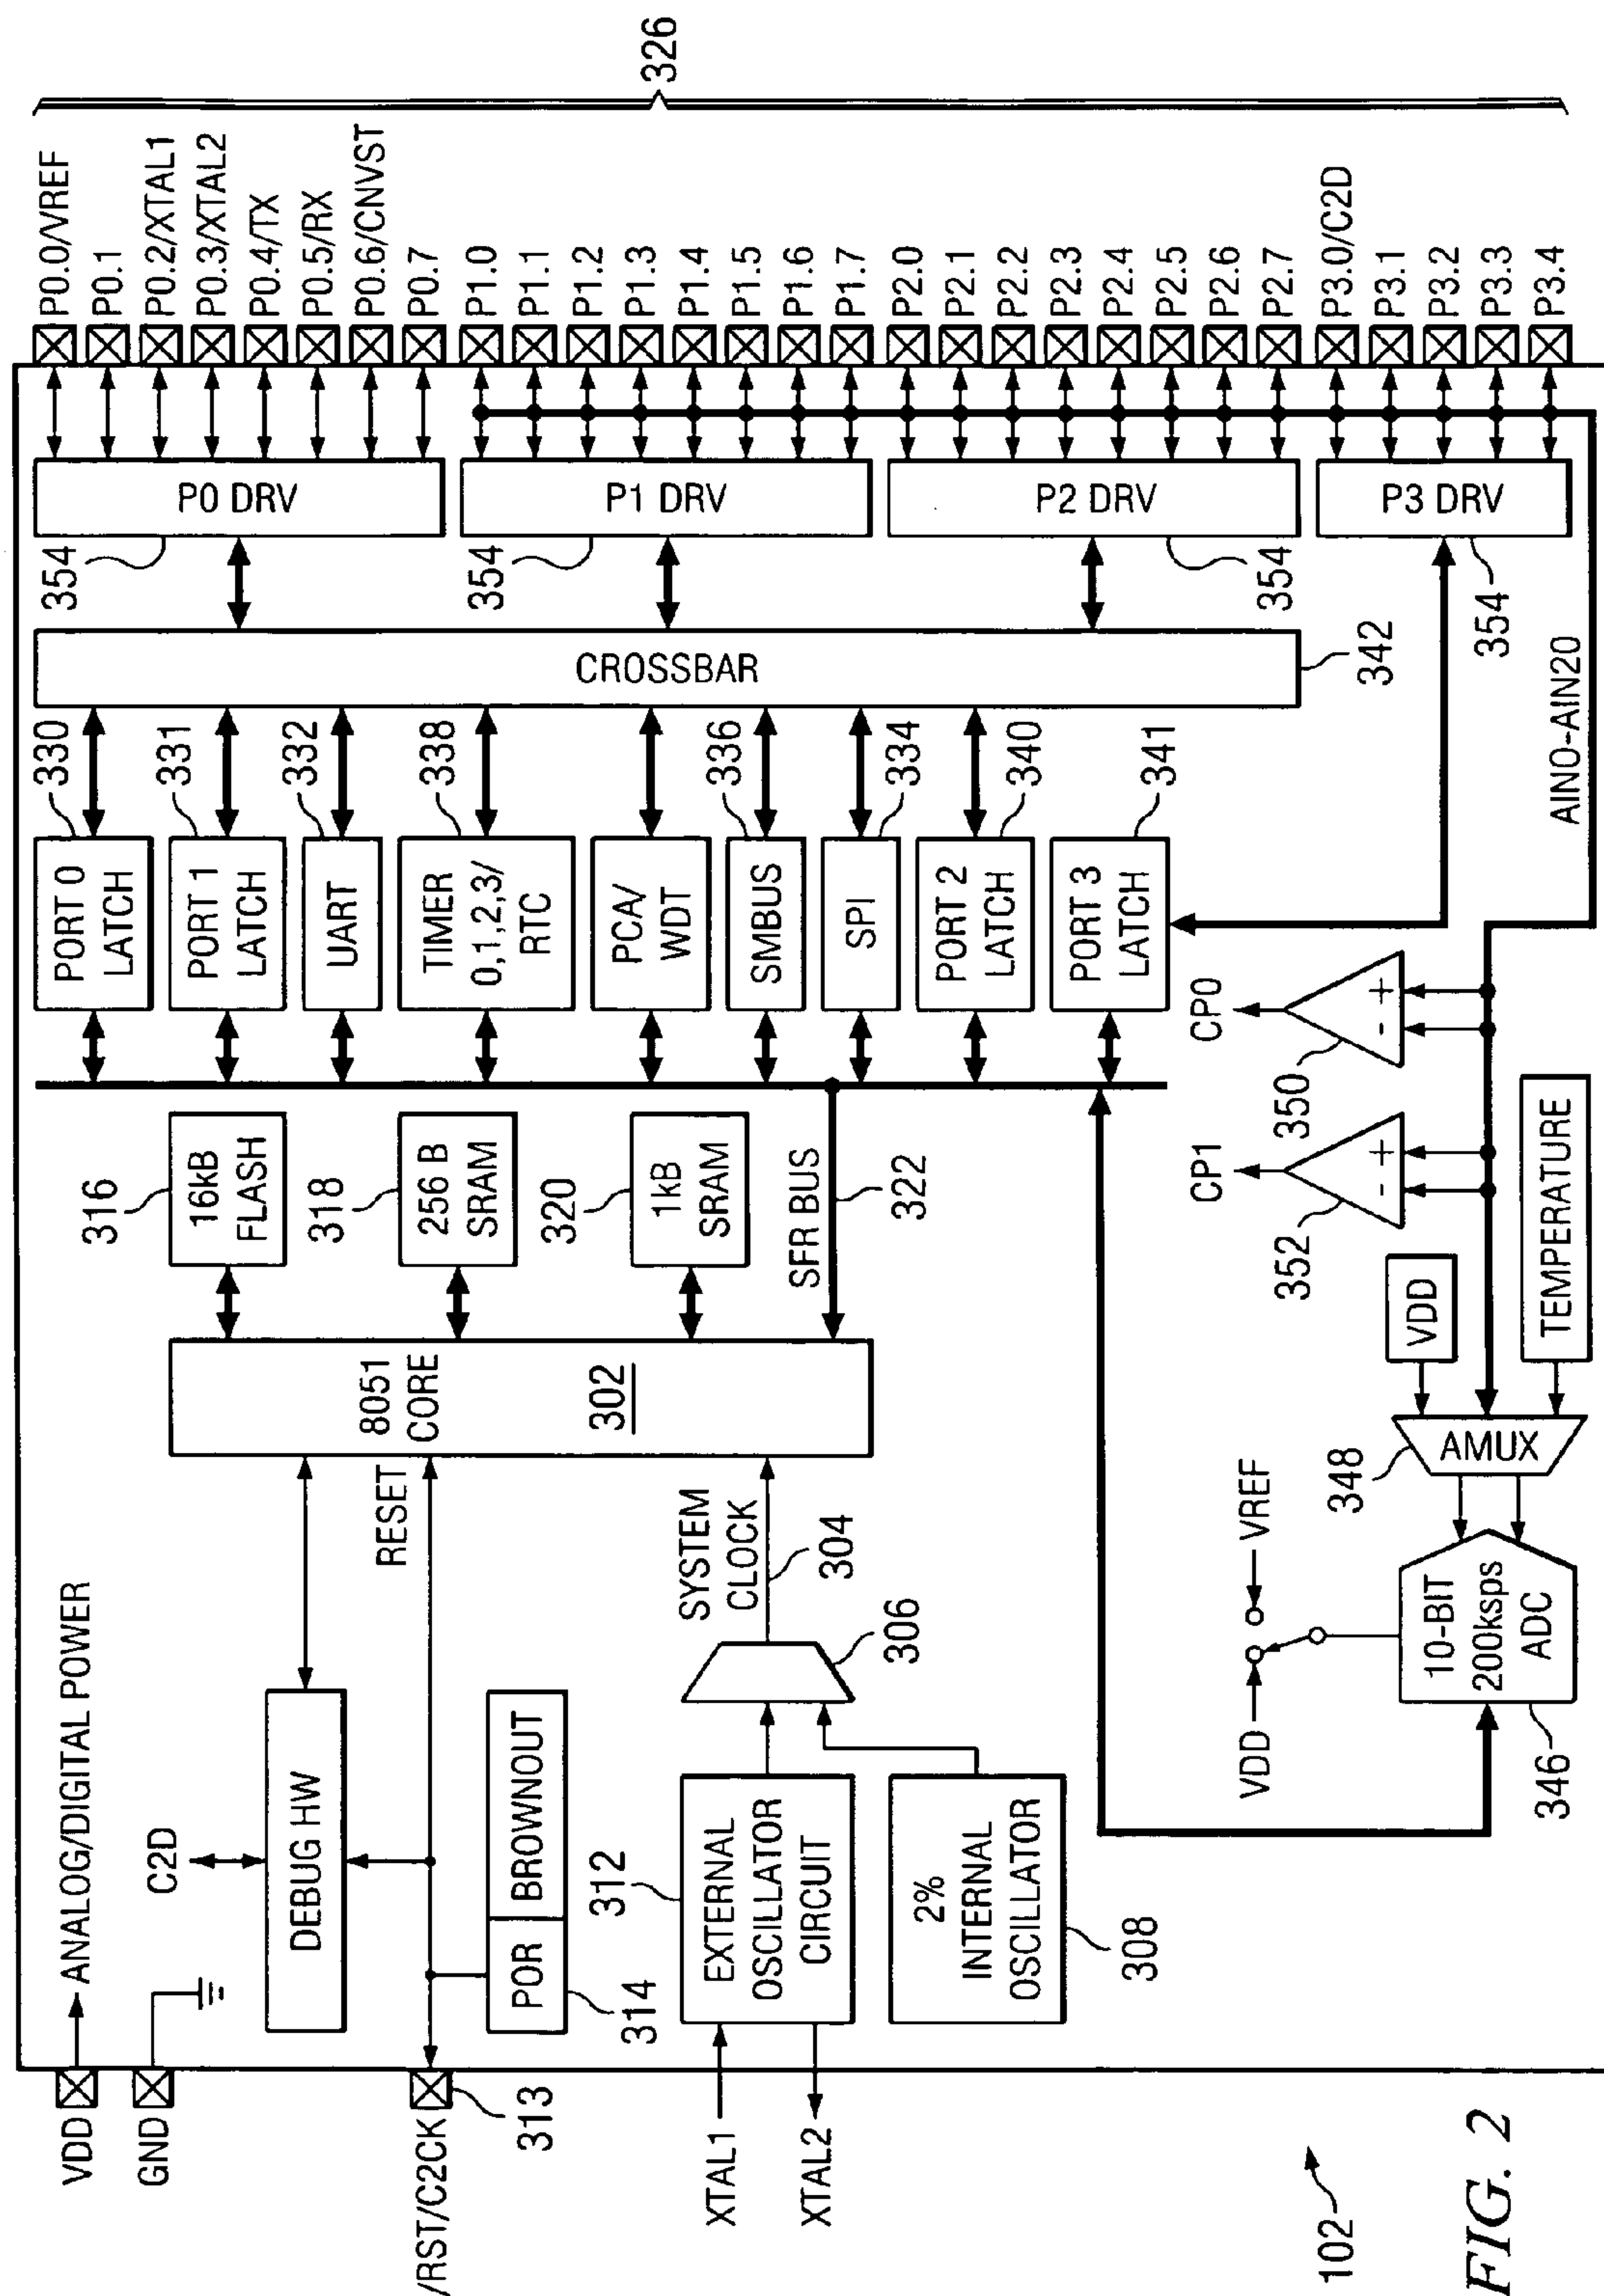 VDD
ANALOG/DIGITAL POWER
GND
C2D
DEBUG HW
/RST/C2CK
313
RESET
POR
BROWNOUT
314
XTAL1
XTAL2
EXTERNAL
OSCILLATOR
CIRCUIT
312
2%
INTERNAL
OSCILLATOR
308
306
SYSTEM
CLOCK
304
8051
CORE
302
316
16kB
FLASH
318
256 B
SRAM
320
1kB
SRAM
SFR BUS
322
PORT 0
LATCH
330
PORT 1
LATCH
331
UART
332
TIMER
0,1,2,3/
RTC
338
PCA/
WDT
SMBUS
336
SPI
334
PORT 2
LATCH
340
PORT 3
LATCH
341
CROSSBAR
342
P0 DRV
354
P1 DRV
354
P2 DRV
354
P3 DRV
354
P0.0/VREF
P0.1
P0.2/XTAL1
P0.3/XTAL2
P0.4/TX
P0.5/RX
P0.6/CNVST
P0.7
P1.0
P1.1
P1.2
P1.3
P1.4
P1.5
P1.6
P1.7
P2.0
P2.1
P2.2
P2.3
P2.4
P2.5
P2.6
P2.7
P3.0/C2D
P3.1
P3.2
P3.3
P3.4
326
VDD
VREF
10-BIT
200ksps
ADC
346
AMUX
348
VDD
TEMPERATURE
CP1
- +
352
CP0
- +
350
AIN0-AIN20
102
FIG. 2